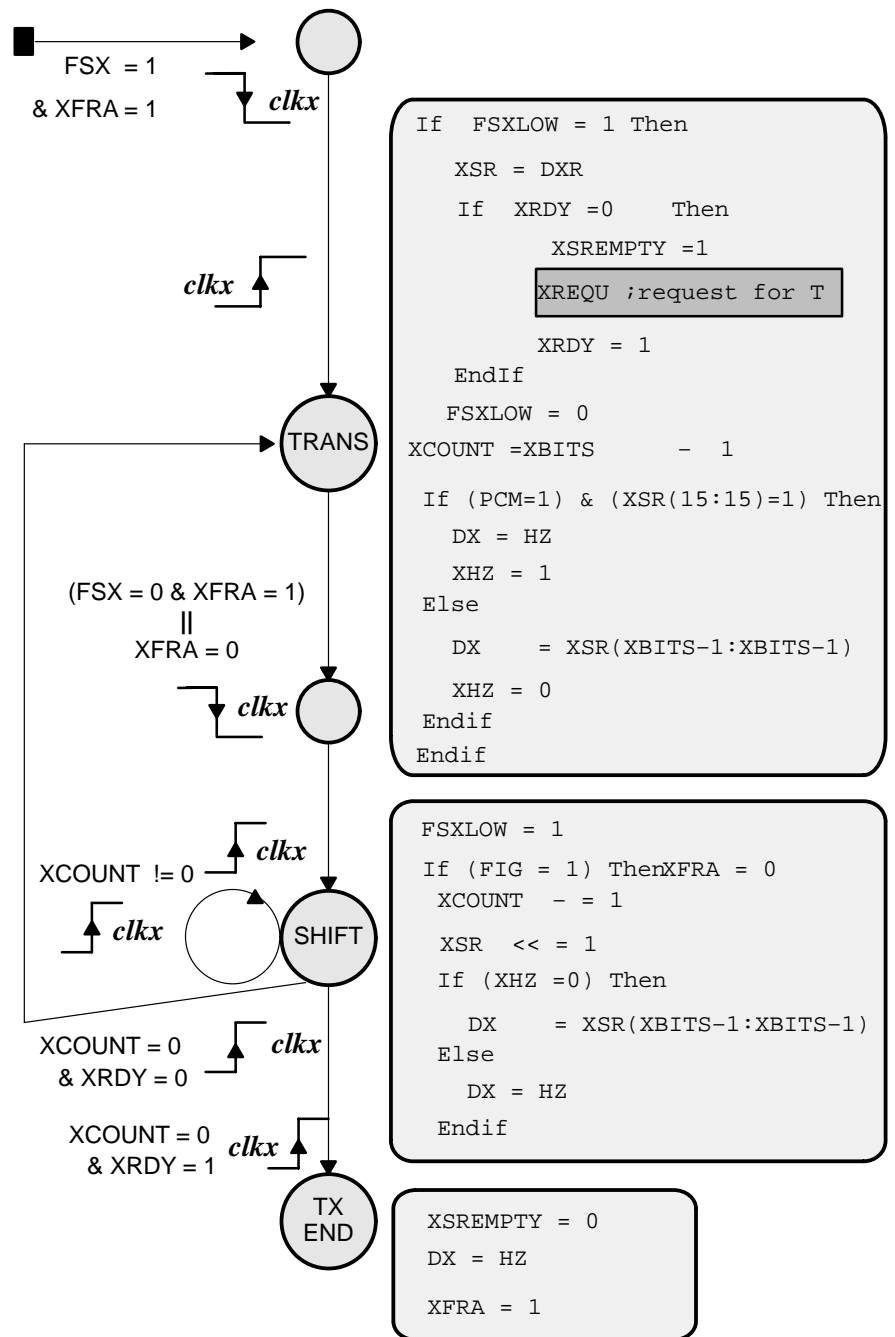 FSX = 1
& XFRA = 1
clkx
clkx
If FSXLOW = 1 Then
XSR = DXR
If XRDY =0 Then
XSREMPTY =1
XREQU ;request for T
XRDY = 1
EndIf
FSXLOW = 0
XCOUNT =XBITS – 1
If (PCM=1) & (XSR(15:15)=1) Then
DX = HZ
XHZ = 1
Else
DX = XSR(XBITS–1:XBITS–1)
XHZ = 0
Endif
Endif
TRANS
(FSX = 0 & XFRA = 1)
||
XFRA = 0
clkx
clkx
XCOUNT != 0
clkx
SHIFT
FSXLOW = 1
If (FIG = 1) ThenXFRA = 0
XCOUNT – = 1
XSR << = 1
If (XHZ =0) Then
DX = XSR(XBITS–1:XBITS–1)
Else
DX = HZ
Endif
XCOUNT = 0
& XRDY = 0
clkx
XCOUNT = 0
& XRDY = 1
clkx
TX
END
XSREMPTY = 0
DX = HZ
XFRA = 1